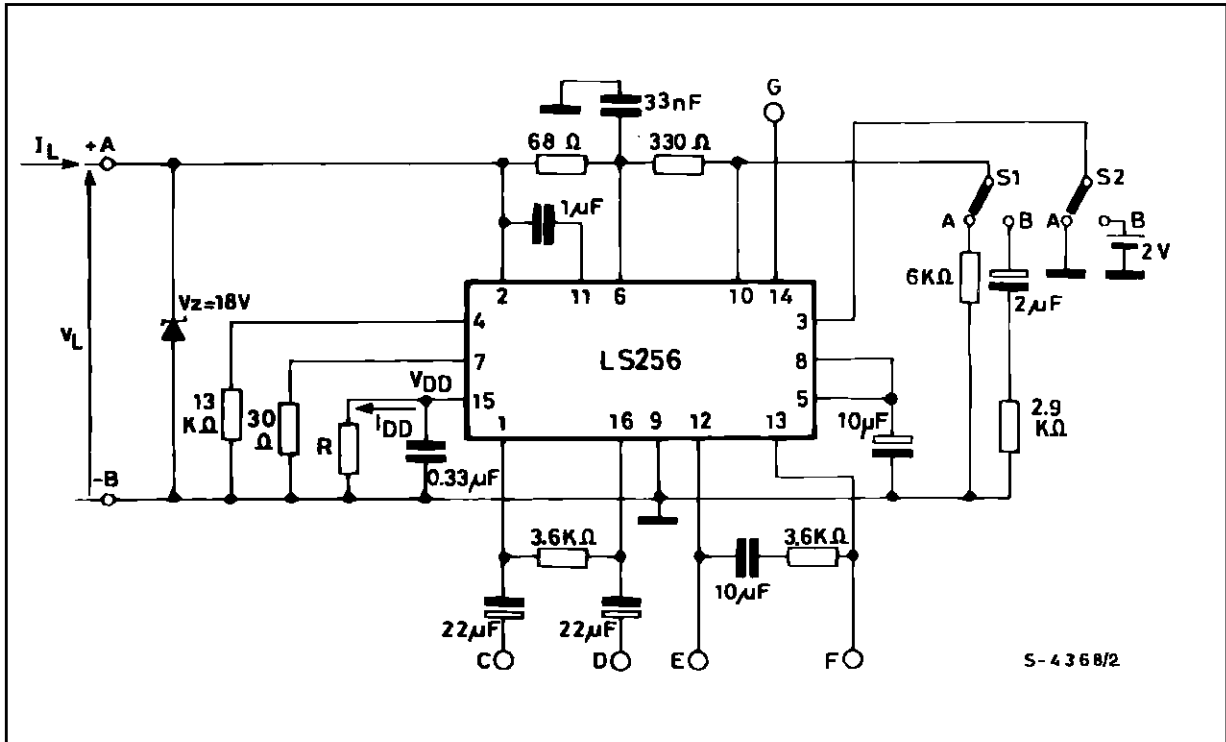 G
33nF
I_L
+A
68 Ω
330 Ω
S1
S2
1µF
A
B
A
B
2 V
6KΩ
2µF
2
11
6
10
14
Vz=18V
4
3
V_L
7
LS256
8
V_DD
15
5
13
KΩ
30
Ω
I_DD
R
1
16
9
12
13
10µF
2.9
KΩ
0.33µF
-B
3.6KΩ
3.6KΩ
10µF
22µF
22µF
C
D
E
F
S-4368/2